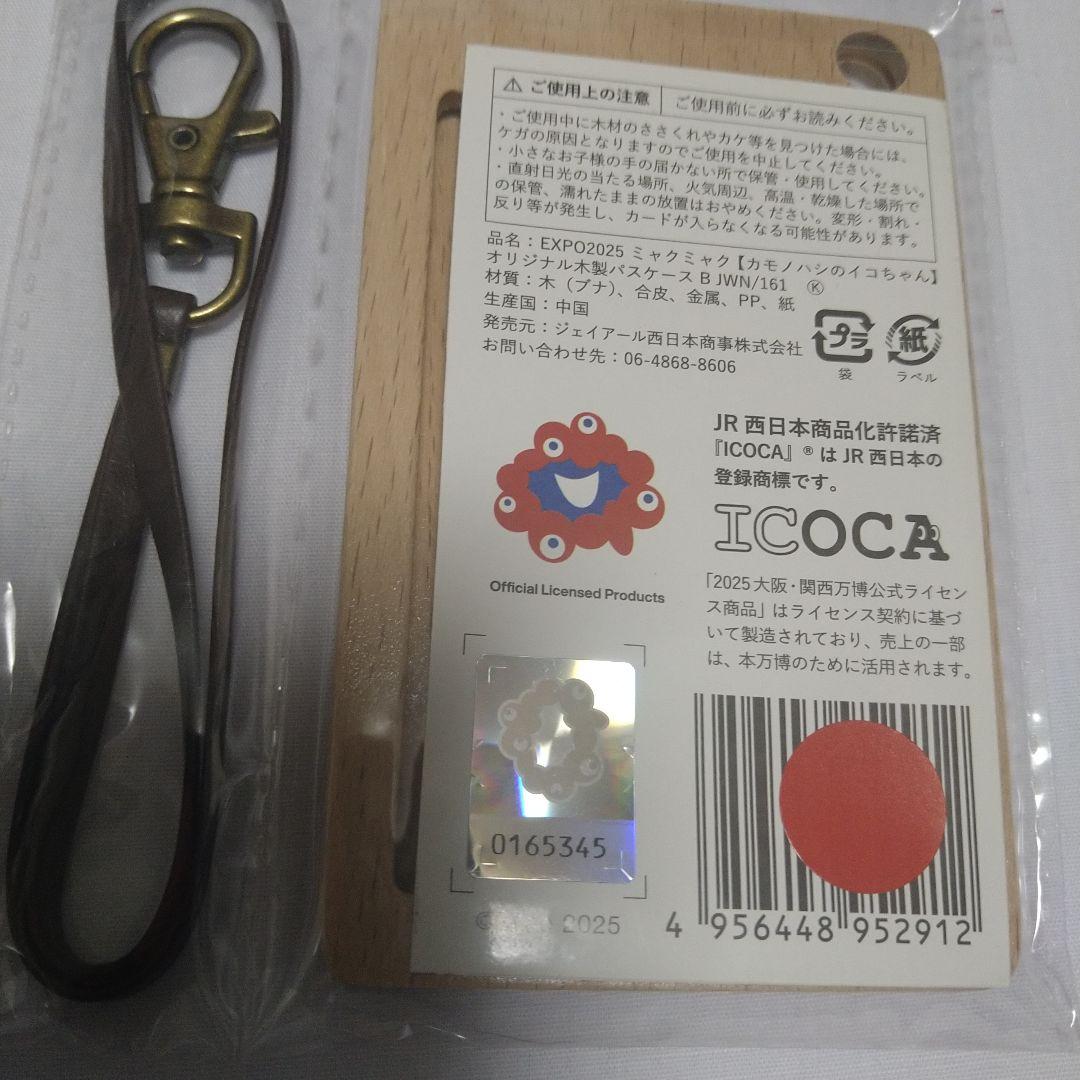 ⚠ ご使用上の注意 ご使用前に必ずお読みください。
・ご使用中に木材のささくれやカケ等を見つけた場合には、
ケガの原因となりますのでご使用を中止してください。
・小さなお子様の手の届かない所で保管・使用してください。
・直射日光の当たる場所、火気周辺、高温・乾燥した場所で
の保管、濡れたままの放置はおやめください。変形・割れ・
反り等が発生し、カードが入らなくなる可能性があります。
品名：EXPO2025 ミャクミャク【カモノハシのイコちゃん】
オリジナル木製パスケース B JWN/161 Ⓚ
材質：木（ブナ）、合皮、金属、PP、紙
生産国：中国
発売元：ジェイアール西日本商事株式会社
お問い合わせ先：06-4868-8606
プラ
袋
紙
ラベル
JR 西日本商品化許諾済
『ICOCA』® は JR 西日本の
登録商標です。
ICOCA
Official Licensed Products
「2025 大阪・関西万博公式ライセン
ス商品」はライセンス契約に基づ
いて製造されており、売上の一部
は、本万博のために活用されます。
0165345
2025
4 956448 952912